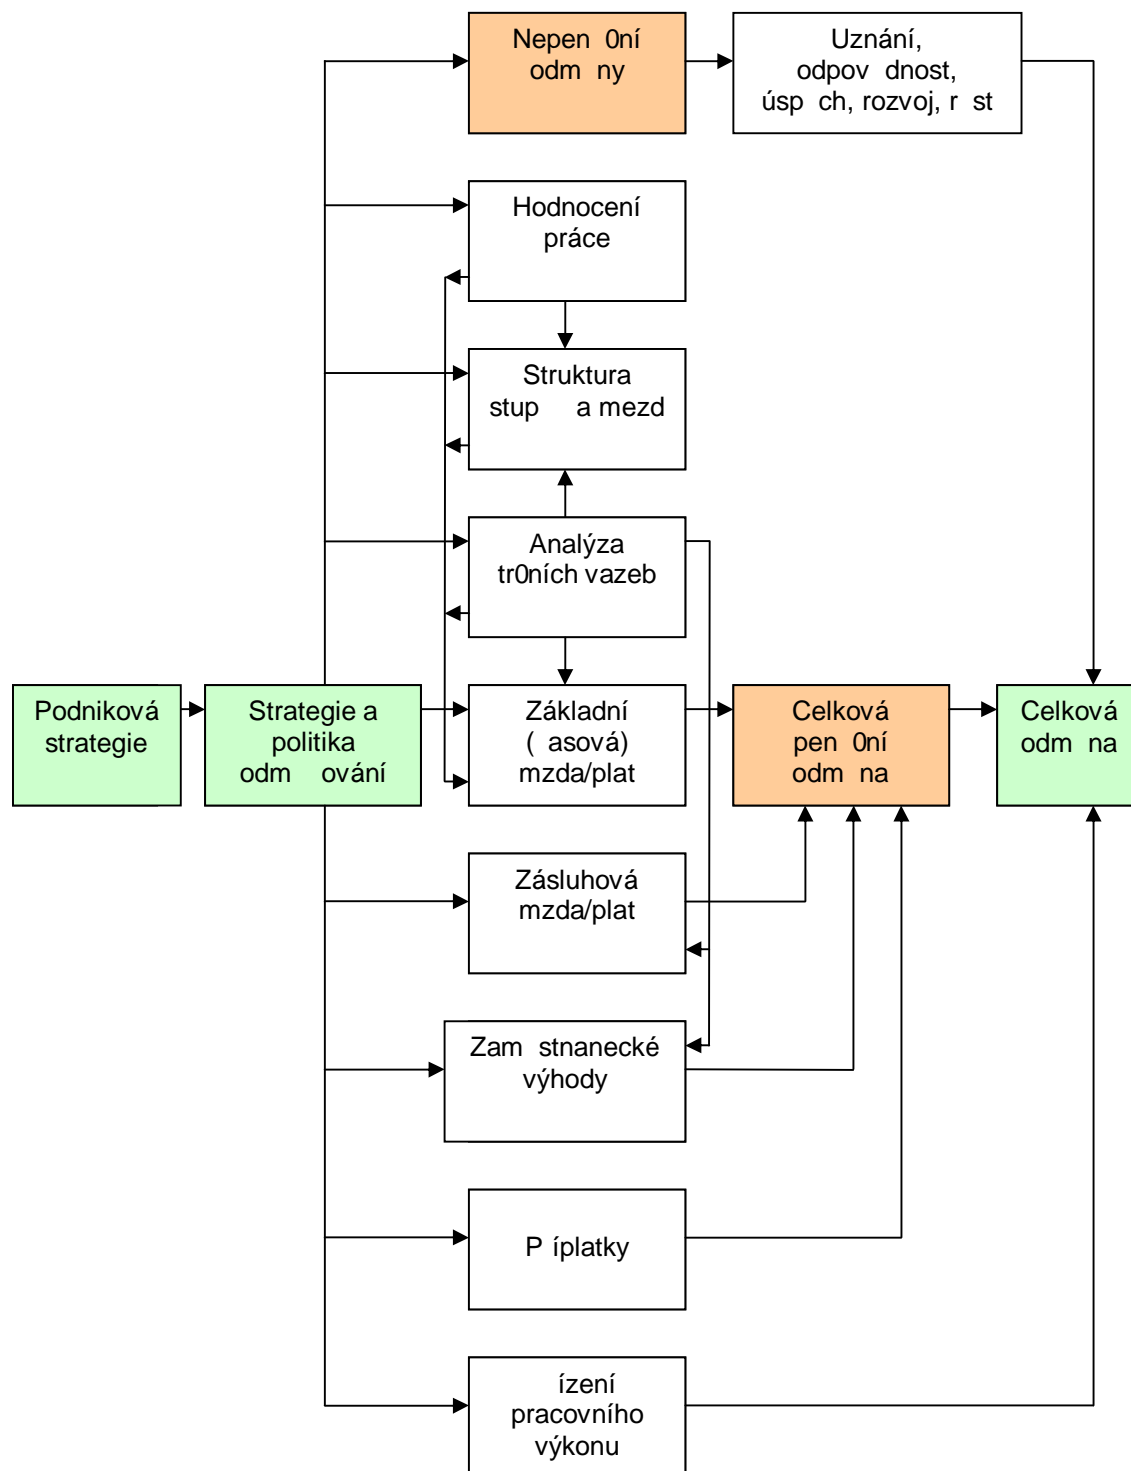 Nepen 0ní
odm ny
Uznání,
odpov dnost,
úsp ch, rozvoj, r st
Hodnocení
práce
Struktura
stup a mezd
Analýza
tr0ních vazeb
Podniková
strategie
Strategie a
politika
odm ování
Základní
( asová)
mzda/plat
Celková
pen 0ní
odm na
Celková
odm na
Zásluhová
mzda/plat
Zam stnanecké
výhody
P íplatky
ízení
pracovního
výkonu